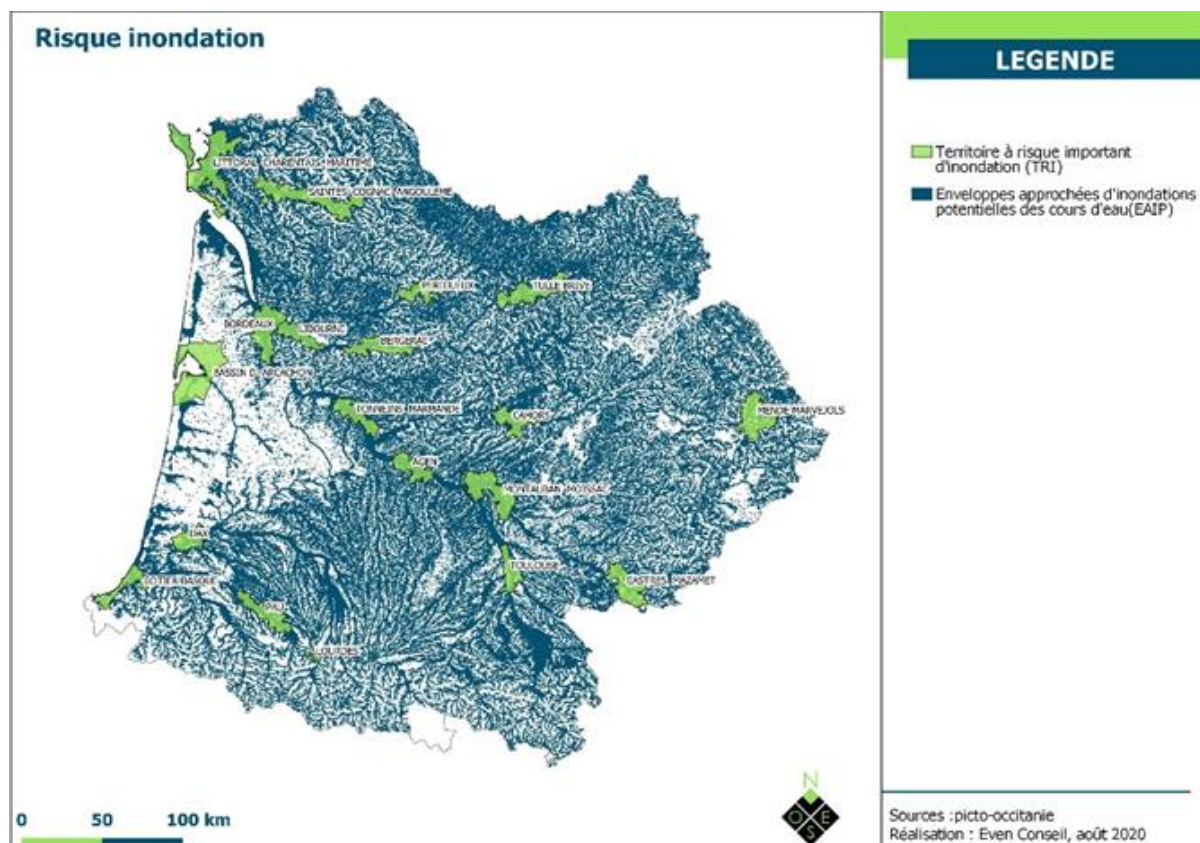 Risque inondation
LEGENDE
Territoire à risque important
d'inondation (TRI)
Enveloppes approchées d'inondations
potentielles des cours d'eau(EAIP)
LITTORAL CHARENTAIS MARITIME
SAINTES COGNAC ANGOULEME
PERIGUEUX
TULLE BRIVE
BORDEAUX
LIBOURNE
BERGERAC
BASSIN D ARCACHON
TONNEINS MARMANDE
CAHORS
MENDE MARVEJOLS
AGEN
MONTAUBAN MOISSAC
DAX
TOULOUSE
COTIER BASQUE
CASTRES MAZAMET
PAU
LOURDES
N
O E
S
0 50 100 km
Sources :picto-occitanie
Réalisation : Even Conseil, août 2020